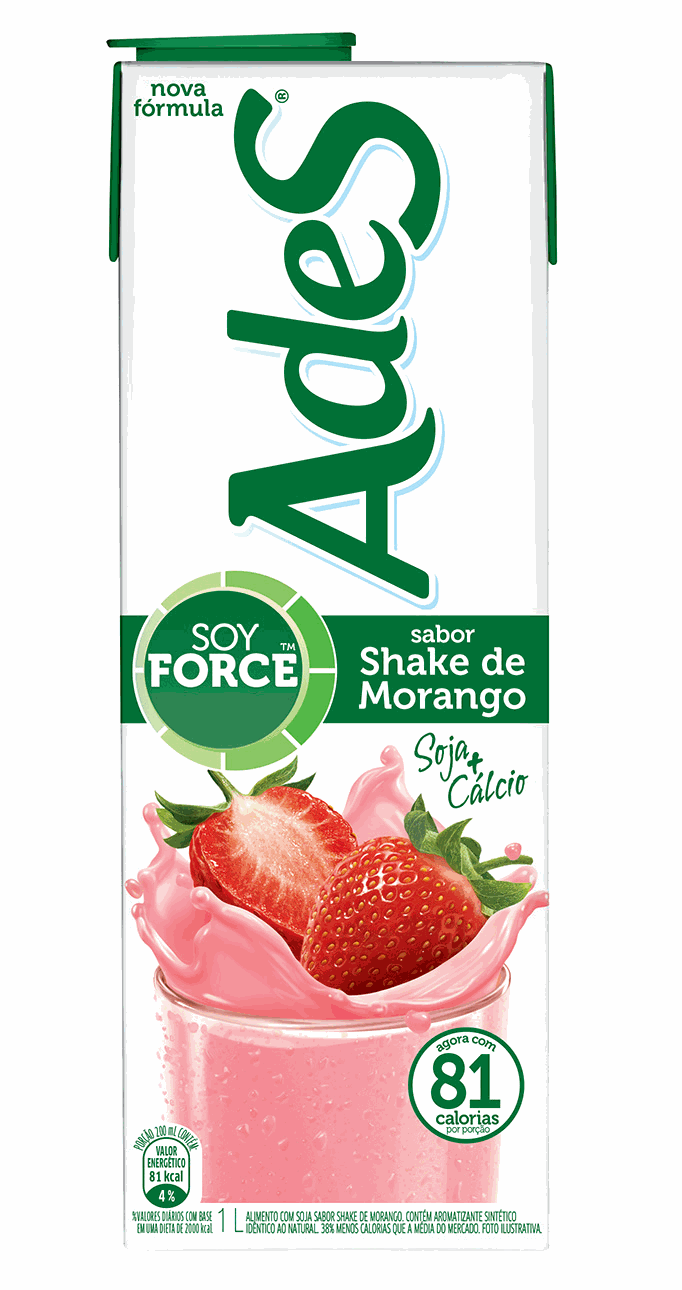 nova
fórmula
AdeS®
SOY
FORCE™
sabor
Shake de
Morango
Soja+
Cálcio
agora com
81
calorias
por porção
PORÇÃO 200 mL CONTÉM
VALOR
ENERGÉTICO
81 kcal
4%
%VALORES DIÁRIOS COM BASE
EM UMA DIETA DE 2000 kcal
1 L
ALIMENTO COM SOJA SABOR SHAKE DE MORANGO. CONTÉM AROMATIZANTE SINTÉTICO
IDÊNTICO AO NATURAL. 38% MENOS CALORIAS QUE A MÉDIA DO MERCADO. FOTO ILUSTRATIVA.